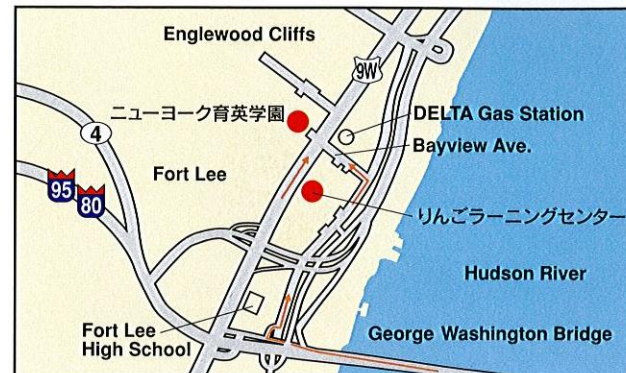 Englewood Cliffs
9W
ニューヨーク育英学園
DELTA Gas Station
4
Bayview Ave.
Fort Lee
95
80
りんごラーニングセンター
Hudson River
Fort Lee
High School
George Washington Bridge